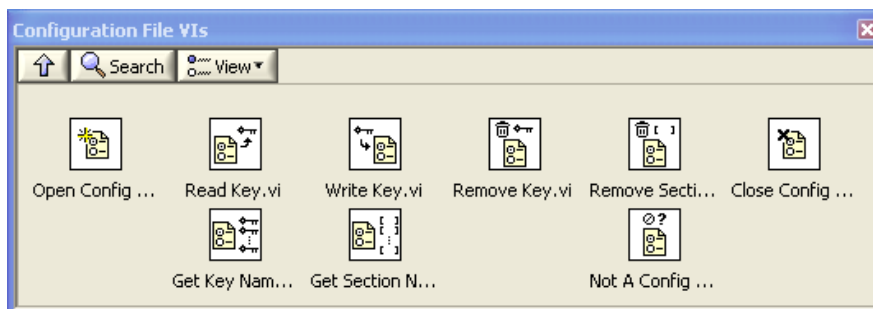 Configuration File VIs
Search View
Open Config ... Read Key.vi Write Key.vi Remove Key.vi Remove Secti... Close Config ...
Get Key Nam... Get Section N... Not A Config ...